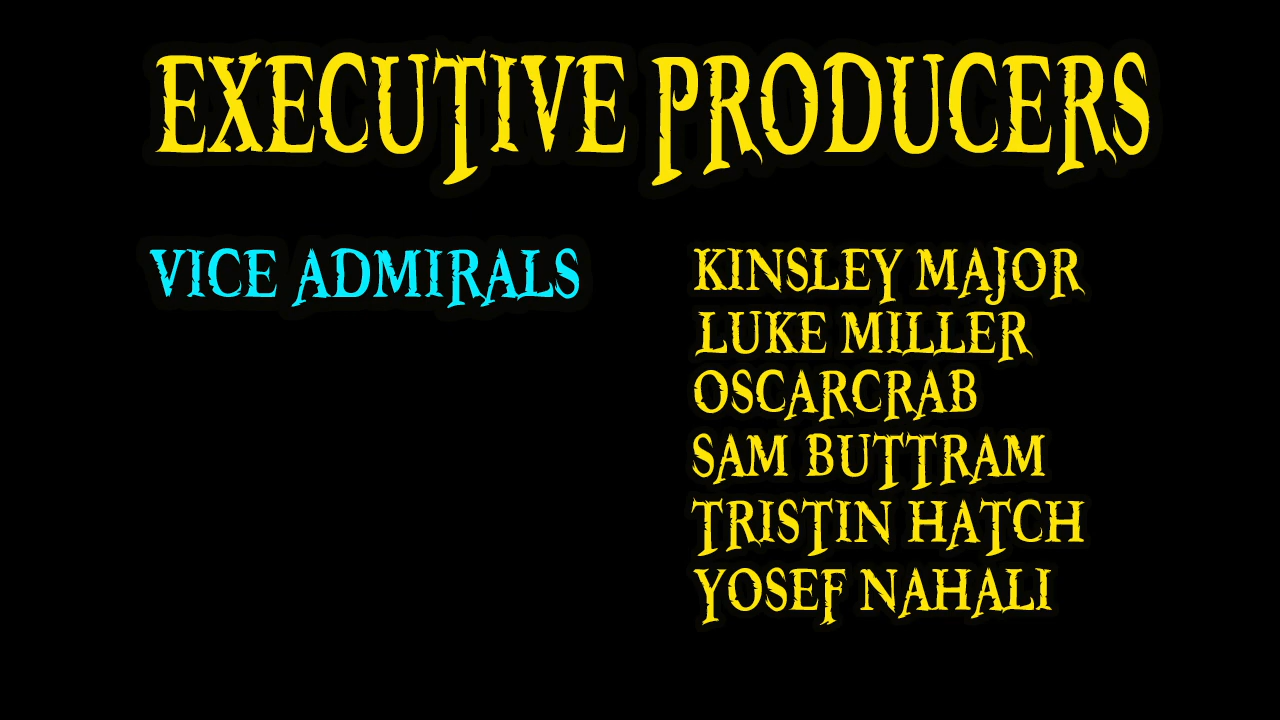 EXECUTIVE PRODUCERS
VICE ADMIRALS
KINSLEY MAJOR
LUKE MILLER
OSCARCRAB
SAM BUTTRAM
TRISTIN HATCH
YOSEF NAHALI